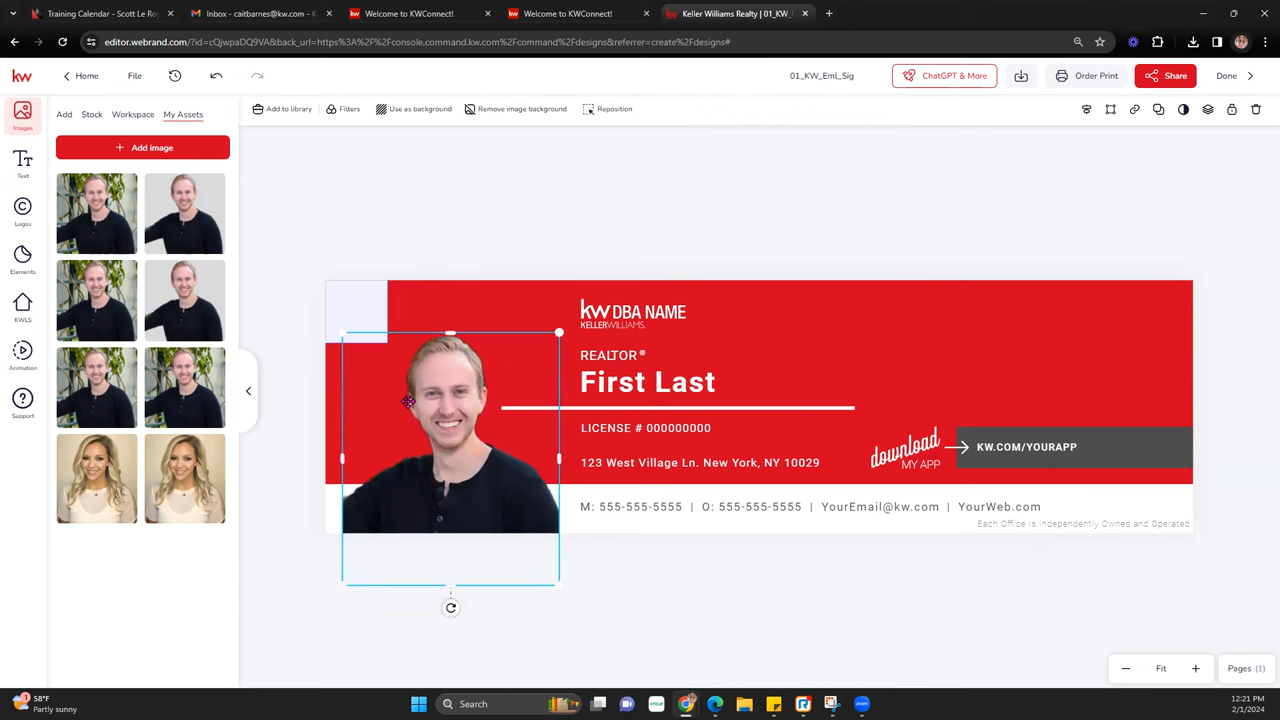 Training Calendar - Scott Le Ro
Inbox - caitbarnes@kw.com - K
Welcome to KWConnect!
Welcome to KWConnect!
Keller Williams Realty | 01_KW_E
editor.webrand.com/?id=cQjwpaDQ9VA&back_url=https%3A%2F%2Fconsole.command.kw.com%2Fcommand%2Fdesigns&referrer=create%2Fdesigns#
kw
Home
File
01_KW_Eml_Sig
ChatGPT & More
Order Print
Share
Done
Images
Text
Logos
Elements
KWLS
Animation
Support
Add
Stock
Workspace
My Assets
+ Add image
Add to library
Filters
Use as background
Remove image background
Reposition
kw DBA NAME
KELLERWILLIAMS.
REALTOR®
First Last
LICENSE # 000000000
123 West Village Ln. New York, NY 10029
download
MY APP
KW.COM/YOURAPP
M: 555-555-5555 | O: 555-555-5555 | YourEmail@kw.com | YourWeb.com
Each Office is Independently Owned and Operated
Fit
Pages (1)
1
58°F
Partly sunny
Search
cricut
zoom
12:21 PM
2/1/2024